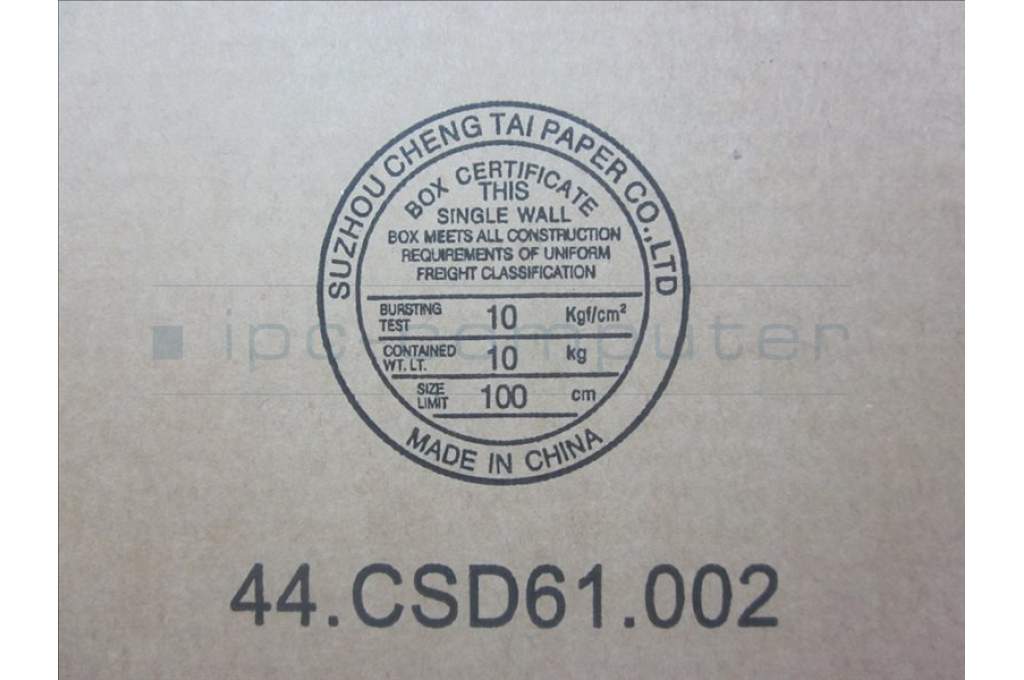 SUZHOU CHENG TAI PAPER CO.,LTD
BOX CERTIFICATE
THIS
SINGLE WALL
BOX MEETS ALL CONSTRUCTION
REQUIREMENTS OF UNIFORM
FREIGHT CLASSIFICATION
BURSTING TEST 10 Kgf/cm²
CONTAINED WT. LT. 10 kg
SIZE LIMIT 100 cm
MADE IN CHINA
ipc-computer
44.CSD61.002